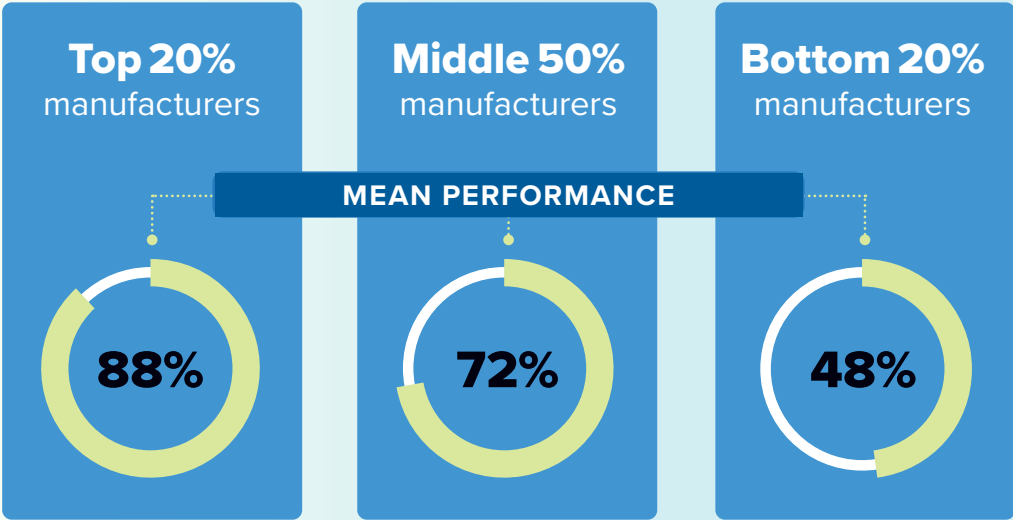 Top 20%
manufacturers
Middle 50%
manufacturers
Bottom 20%
manufacturers
MEAN PERFORMANCE
88%
72%
48%